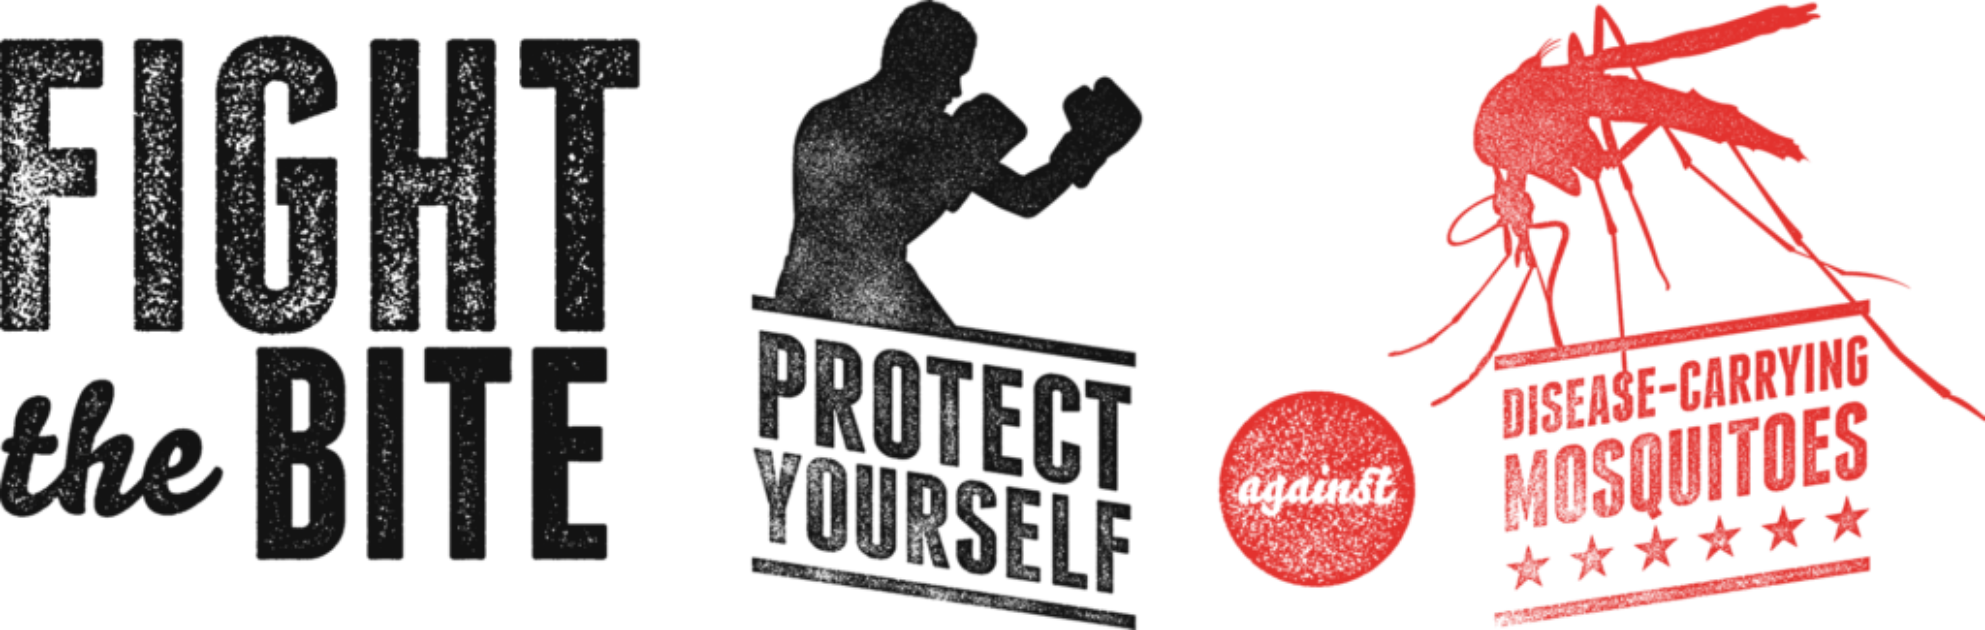 FIGHT
the BITE
PROTECT
YOURSELF
against
DISEASE-CARRYING
MOSQUITOES